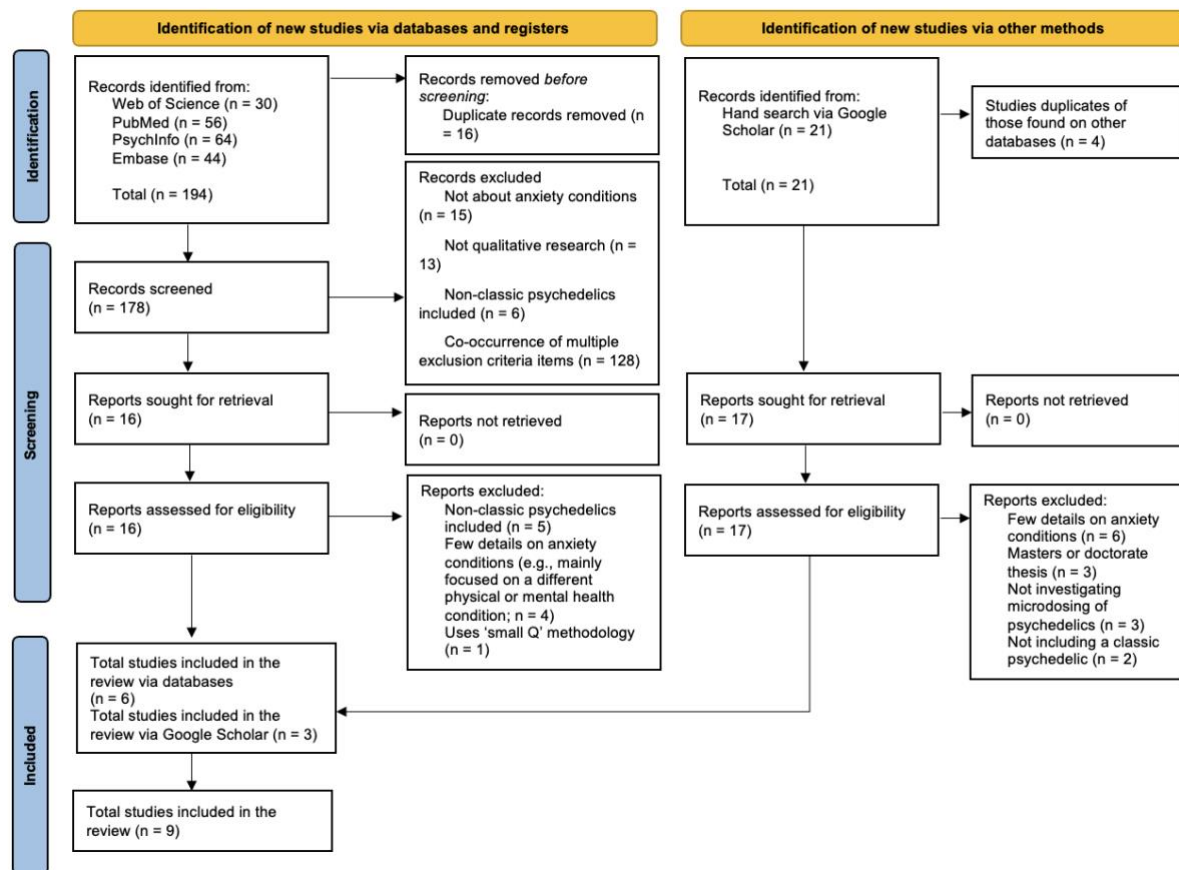 Identification of new studies via databases and registers
Identification of new studies via other methods
Identification
Records identified from:
Web of Science (n = 30)
PubMed (n = 56)
PsychInfo (n = 64)
Embase (n = 44)
Total (n = 194)
Records removed before
screening:
Duplicate records removed (n
= 16)
Records identified from:
Hand search via Google
Scholar (n = 21)
Total (n = 21)
Studies duplicates of
those found on other
databases (n = 4)
Screening
Records screened
(n = 178)
Records excluded
Not about anxiety conditions
(n = 15)
Not qualitative research (n =
13)
Non-classic psychedelics
included (n = 6)
Co-occurrence of multiple
exclusion criteria items (n = 128)
Reports sought for retrieval
(n = 16)
Reports not retrieved
(n = 0)
Reports sought for retrieval
(n = 17)
Reports not retrieved
(n = 0)
Reports assessed for eligibility
(n = 16)
Reports excluded:
Non-classic psychedelics
included (n = 5)
Few details on anxiety
conditions (e.g., mainly
focused on a different
physical or mental health
condition; n = 4)
Uses ‘small Q’ methodology
(n = 1)
Reports assessed for eligibility
(n = 17)
Reports excluded:
Few details on anxiety
conditions (n = 6)
Masters or doctorate
thesis (n = 3)
Not investigating
microdosing of
psychedelics (n = 3)
Not including a classic
psychedelic (n = 2)
Included
Total studies included in the
review via databases
(n = 6)
Total studies included in the
review via Google Scholar (n = 3)
Total studies included in the
review (n = 9)